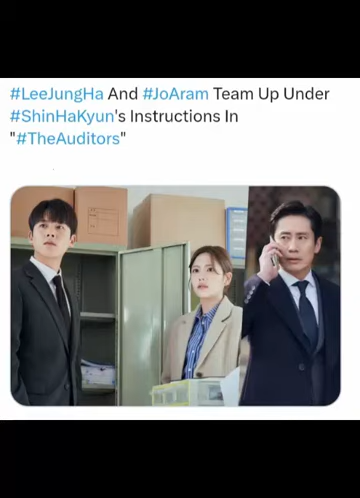 #LeeJungHa And #JoAram Team Up Under
#ShinHaKyun's Instructions In
"#TheAuditors"